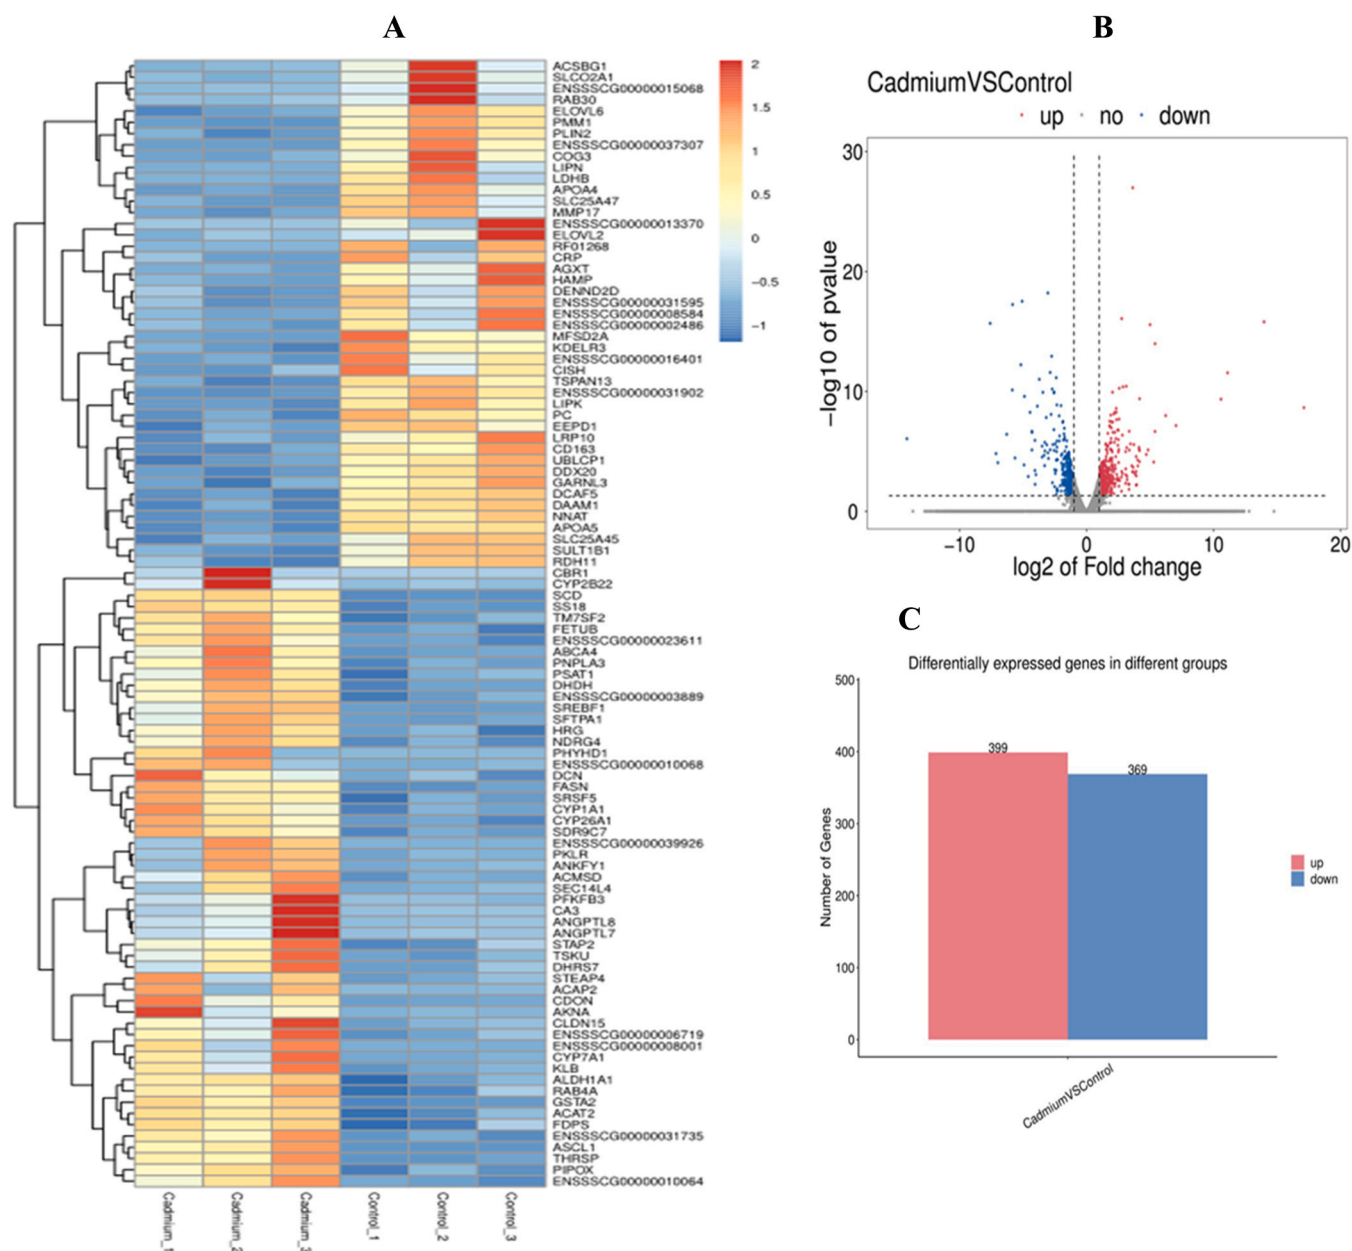 A
ACSBG1
SLCO2A1
ENSSSCG00000015068
RAB30
ELOVL6
PMM1
PLIN2
ENSSSCG00000037307
COG3
LIPN
LDHB
APOA4
SLC25A47
MMP17
ENSSSCG00000013370
ELOVL2
RF01268
CRP
AGXT
HAMP
DENND2D
ENSSSCG00000031595
ENSSSCG00000008584
ENSSSCG00000002486
MFSD2A
KDELR3
ENSSSCG00000016401
CISH
TSPAN13
ENSSSCG00000031902
LIPK
PC
EEPD1
LRP10
CD163
UBLCP1
DDX20
GARNL3
DCAF5
DAAM1
NNAT
APOA5
SLC25A45
SULT1B1
RDH11
CBR1
CYP2B22
SCD
SS18
TM7SF2
FETUB
ENSSSCG00000023611
ABCA4
PNPLA3
PSAT1
DHDH
ENSSSCG00000003889
SREBF1
SFTPA1
HRG
NDRG4
PHYHD1
ENSSSCG00000010068
DCN
FASN
SRSF5
CYP1A1
CYP26A1
SDR9C7
ENSSSCG00000039926
PKLR
ANKFY1
ACMSD
SEC14L4
PFKFB3
CA3
ANGPTL8
ANGPTL7
STAP2
TSKU
DHRS7
STEAP4
ACAP2
CDON
AKNA
CLDN15
ENSSSCG00000006719
ENSSSCG00000008001
CYP7A1
KLB
ALDH1A1
RAB4A
GSTA2
ACAT2
FDPS
ENSSSCG00000031735
ASCL1
THRSP
PIPOX
ENSSSCG00000010064
Cadmium_1
Cadmium_2
Cadmium_3
Control_1
Control_2
Control_3
2
1.5
1
0.5
0
−0.5
−1
B
CadmiumVSControl
up no down
30
20
10
0
−log10 of pvalue
−10 0 10 20
log2 of Fold change
C
Differentially expressed genes in different groups
500
400
300
200
100
0
Number of Genes
399
369
up
down
CadmiumVSControl